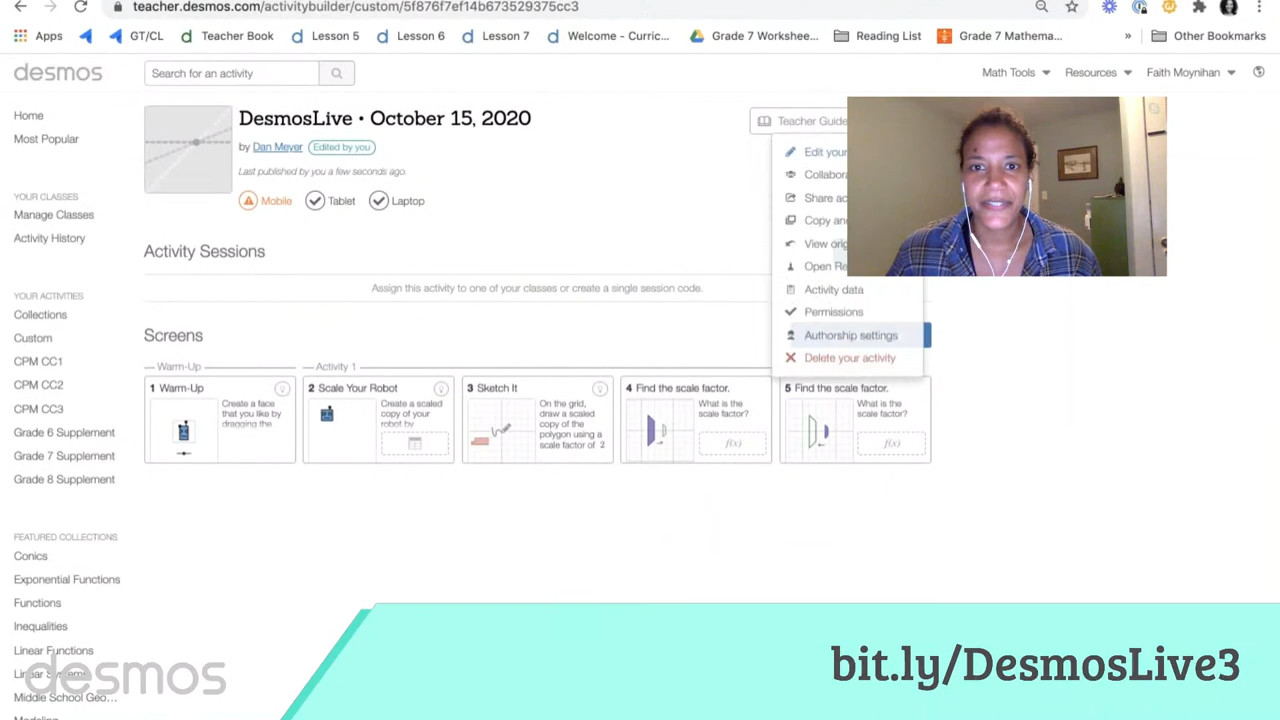 teacher.desmos.com/activitybuilder/custom/5f876f7ef14b673529375cc3
Apps GT/CL Teacher Book Lesson 5 Lesson 6 Lesson 7 Welcome - Curric... Grade 7 Workshee... Reading List Grade 7 Mathema... » Other Bookmarks
desmos Search for an activity Math Tools Resources Faith Moynihan
Home
Most Popular
YOUR CLASSES
Manage Classes
Activity History
YOUR ACTIVITIES
Collections
Custom
CPM CC1
CPM CC2
CPM CC3
Grade 6 Supplement
Grade 7 Supplement
Grade 8 Supplement
FEATURED COLLECTIONS
Conics
Exponential Functions
Functions
Inequalities
Linear Functions
Middle School Geo...
DesmosLive • October 15, 2020
by Dan Meyer Edited by you
Last published by you a few seconds ago.
Mobile Tablet Laptop
Teacher Guide
Edit your
Share
Copy
View
Open
Activity data
Permissions
Authorship settings
Delete your activity
Activity Sessions
Assign this activity to one of your classes or create a single session code.
Screens
Warm-Up
1 Warm-Up
Create a face
that you like by
dragging the
Activity 1
2 Scale Your Robot
Create a scaled
copy of your
robot by
3 Sketch It
On the grid,
draw a scaled
copy of the
polygon using a
scale factor of 2
4 Find the scale factor.
What is the
scale factor?
f(x)
5 Find the scale factor.
What is the
scale factor?
f(x)
desmos
bit.ly/DesmosLive3